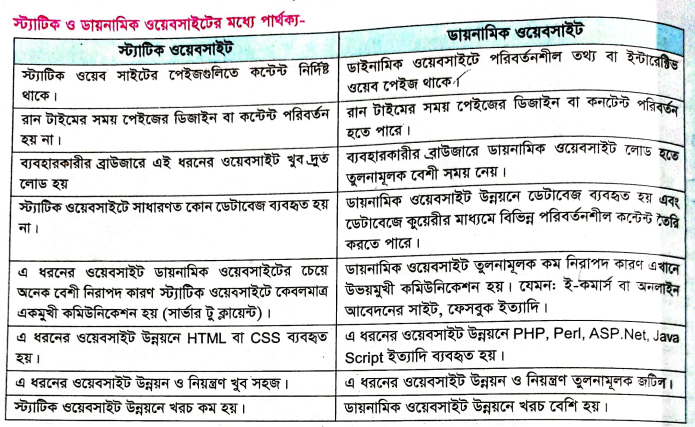 স্ট্যাটিক ও ডায়নামিক ওয়েবসাইটের মধ্যে পার্থক্য-
স্ট্যাটিক ওয়েবসাইট
ডায়নামিক ওয়েবসাইট
স্ট্যাটিক ওয়েব সাইটের পেইজগুলিতে কন্টেন্ট নির্দিষ্ট
থাকে।
ডাইনামিক ওয়েবসাইটে পরিবর্তনশীল তথ্য বা ইন্টারেক্টিভ
ওয়েব পেইজ থাকে।
রান টাইমের সময় পেইজের ডিজাইন বা কন্টেন্ট পরিবর্তন
হয় না।
রান টাইমের সময় পেইজের ডিজাইন বা কনটেন্ট পরিবর্তন
হতে পারে।
ব্যবহারকারীর ব্রাউজারে এই ধরনের ওয়েবসাইট খুব দ্রুত
লোড হয়
ব্যবহারকারীর ব্রাউজারে ডায়নামিক ওয়েবসাইট লোড হতে
তুলনামূলক বেশী সময় নেয়।
স্ট্যাটিক ওয়েবসাইটে সাধারণত কোন ডেটাবেজ ব্যবহৃত হয়
না।
ডায়নামিক ওয়েবসাইট উন্নয়নে ডেটাবেজ ব্যবহৃত হয় এবং
ডেটাবেজে কুয়েরীর মাধ্যমে বিভিন্ন পরিবর্তনশীল কন্টেন্ট তৈরি
করতে পারে।
এ ধরনের ওয়েবসাইট ডায়নামিক ওয়েবসাইটের চেয়ে
অনেক বেশী নিরাপদ কারণ স্ট্যাটিক ওয়েবসাইটে কেবলমাত্র
একমুখী কমিউনিকেশন হয় (সার্ভার টু ক্লায়েন্ট)।
ডায়নামিক ওয়েবসাইট তুলনামূলক কম নিরাপদ কারণ এখানে
উভয়মুখী কমিউনিকেশন হয়। যেমন: ই-কমার্স বা অনলাইন
আবেদনের সাইট, ফেসবুক ইত্যাদি।
এ ধরনের ওয়েবসাইট উন্নয়নে HTML বা CSS ব্যবহৃত
হয়।
এ ধরনের ওয়েবসাইট উন্নয়নে PHP, Perl, ASP.Net, Java
Script ইত্যাদি ব্যবহৃত হয়।
এ ধরনের ওয়েবসাইট উন্নয়ন ও নিয়ন্ত্রণ খুব সহজ।
এ ধরনের ওয়েবসাইট উন্নয়ন ও নিয়ন্ত্রণ তুলনামূলক জটিল।
স্ট্যাটিক ওয়েবসাইট উন্নয়নে খরচ কম হয়।
ডায়নামিক ওয়েবসাইট উন্নয়নে খরচ বেশি হয়।